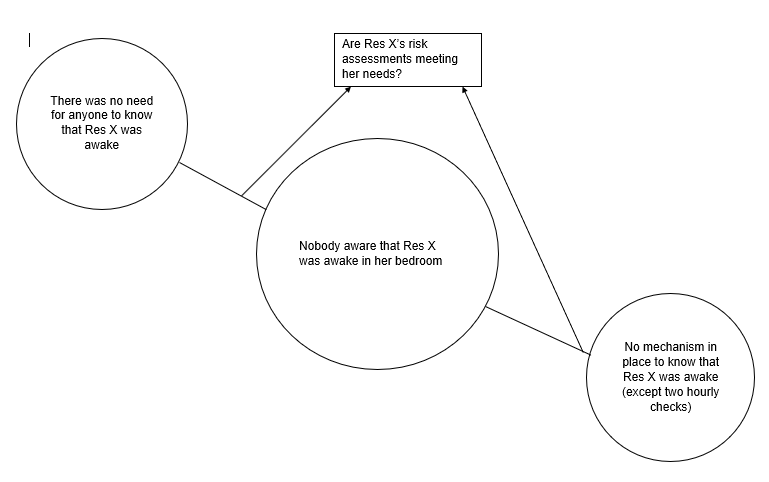 Are Res X's risk
assessments meeting
her needs?
There was no need
for anyone to know
that Res X was
awake
Nobody aware that Res X
was awake in her bedroom
No mechanism in
place to know that
Res X was awake
(except two hourly
checks)